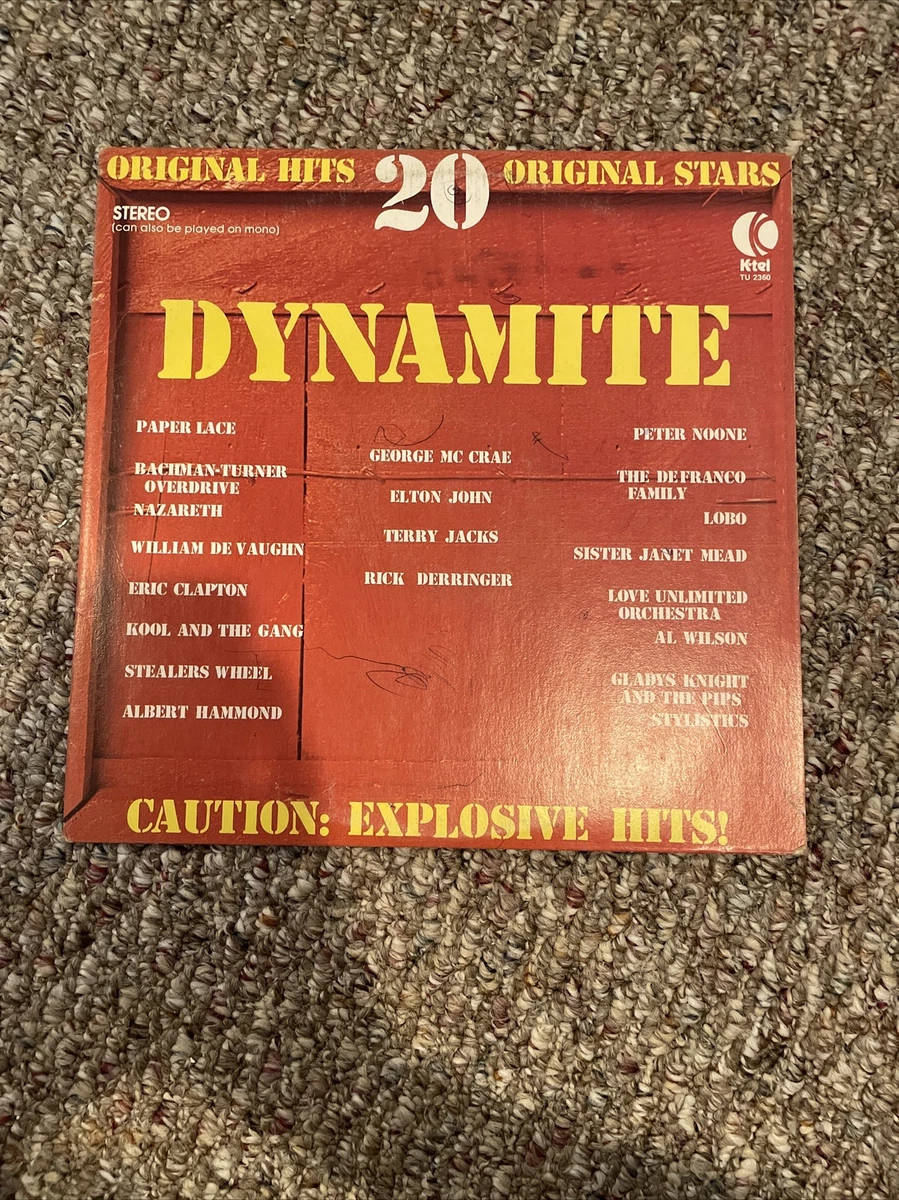 ORIGINAL HITS 20 ORIGINAL STARS
STEREO
(can also be played on mono)
K-tel
TU 2360
DYNAMITE
PAPER LACE
BACHMAN-TURNER
OVERDRIVE
NAZARETH
WILLIAM DE VAUGHN
ERIC CLAPTON
KOOL AND THE GANG
STEALERS WHEEL
ALBERT HAMMOND
GEORGE MC CRAE
ELTON JOHN
TERRY JACKS
RICK DERRINGER
PETER NOONE
THE DEFRANCO
FAMILY
LOBO
SISTER JANET MEAD
LOVE UNLIMITED
ORCHESTRA
AL WILSON
GLADYS KNIGHT
AND THE PIPS
STYLISTICS
CAUTION: EXPLOSIVE HITS!